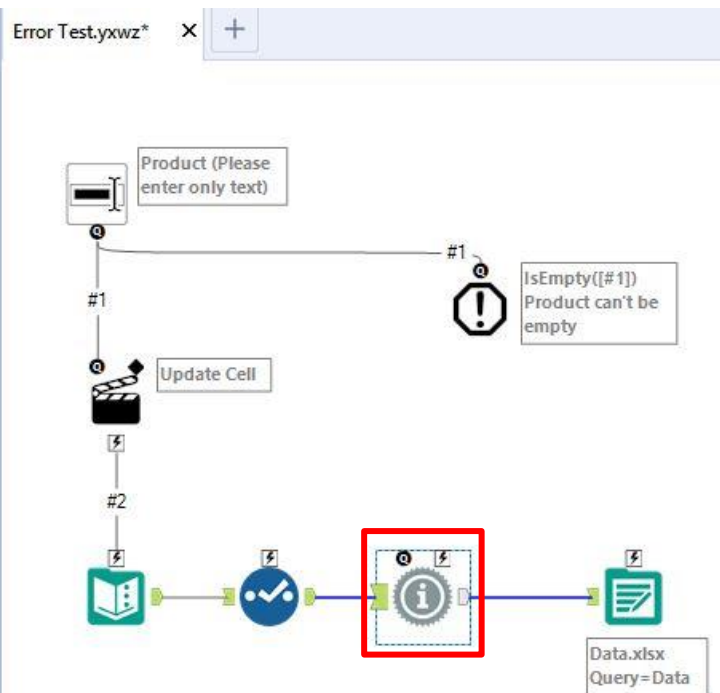 Error Test.yxwz*
Product (Please
enter only text)
Q
#1
Q
IsEmpty([#1])
Product can't be
empty
#1
Q
Update Cell
#2
Q
Data.xlsx
Query=Data